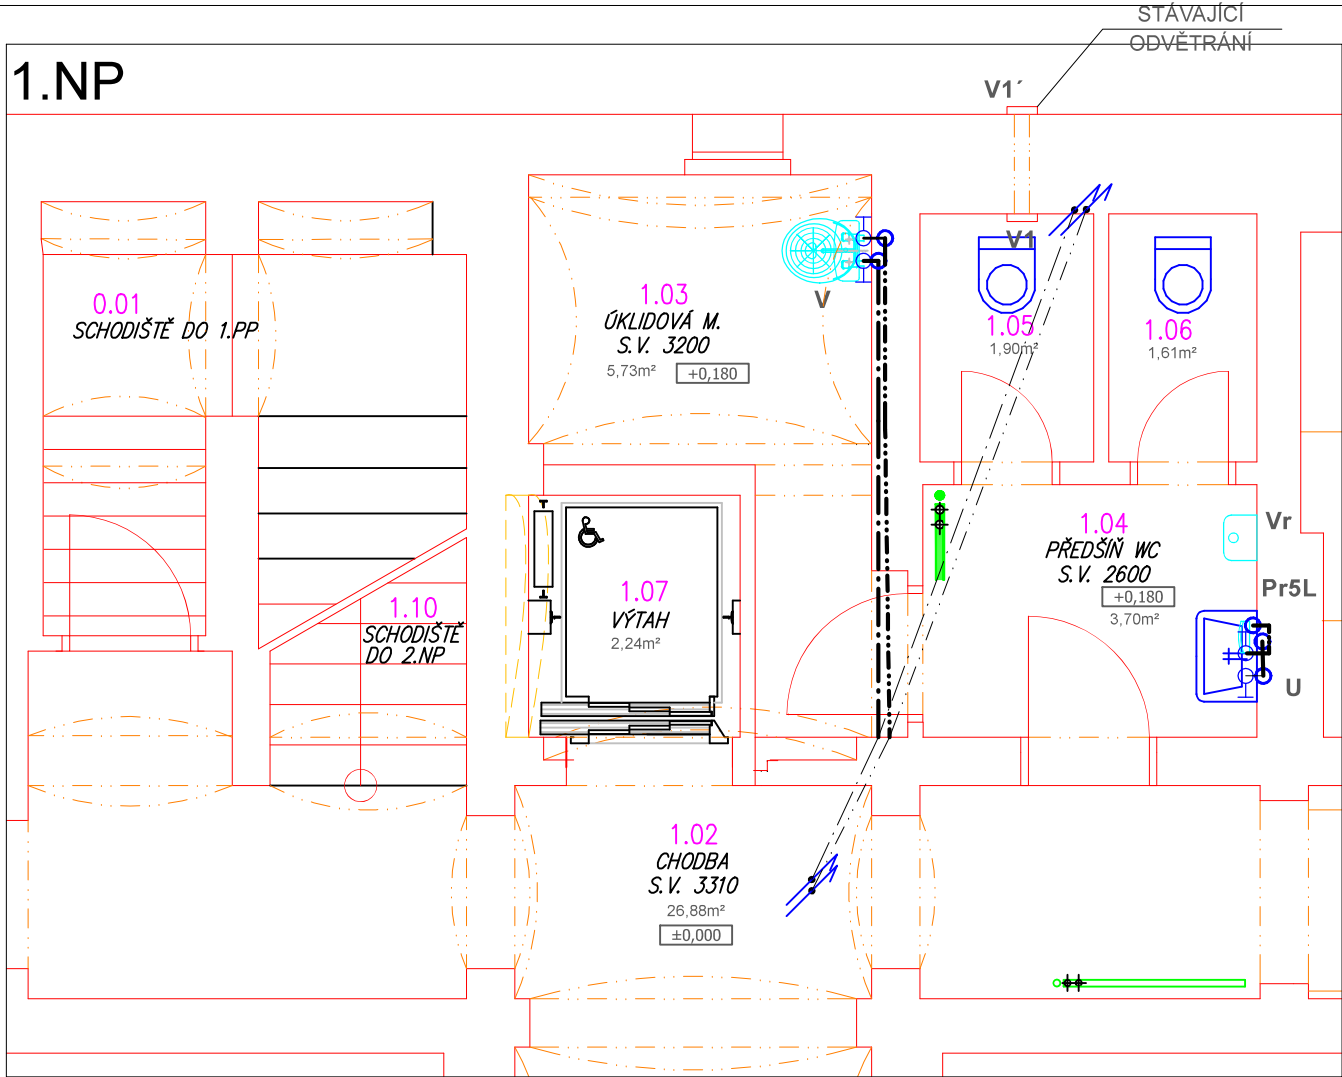 STÁVAJÍCÍ
ODVĚTRÁNÍ
1.NP
V1´
V1
0.01
SCHODIŠTĚ DO 1.PP
1.03
ÚKLIDOVÁ M.
S.V. 3200
5,73m²
+0,180
V
1.05
1,90m²
1.06
1,61m²
1.04
PŘEDSÍŇ WC
S.V. 2600
+0,180
3,70m²
Vr
Pr5L
U
1.07
VÝTAH
2,24m²
1.10
SCHODIŠTĚ
DO 2.NP
1.02
CHODBA
S.V. 3310
26,88m²
±0,000